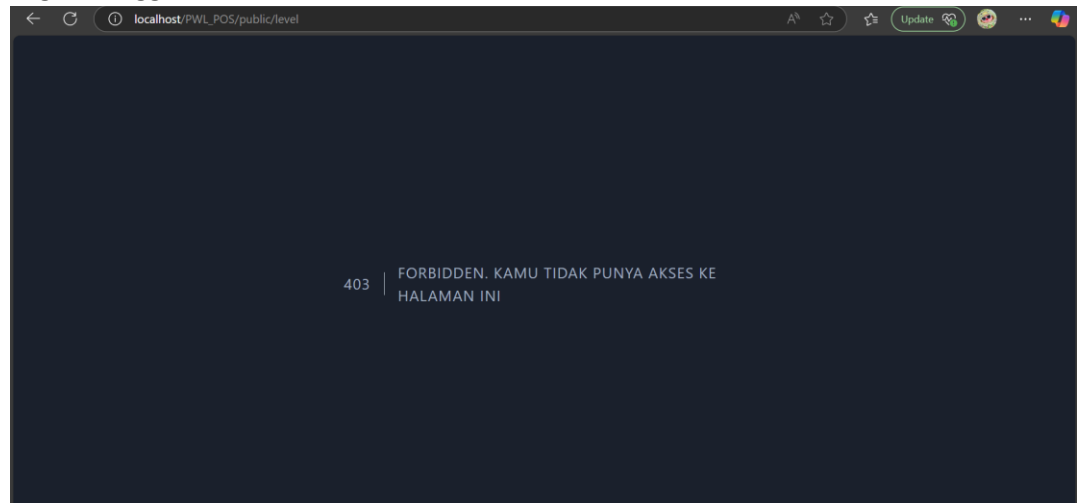 localhost/PWL_POS/public/level
Update
403
FORBIDDEN. KAMU TIDAK PUNYA AKSES KE
HALAMAN INI